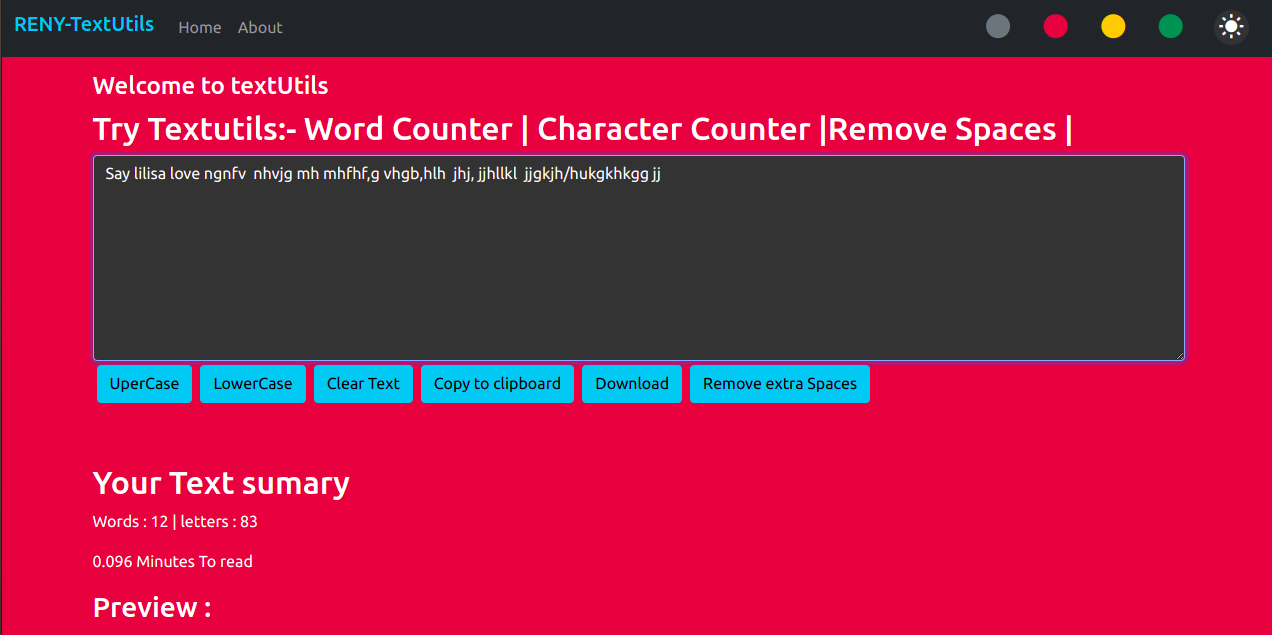 RENY-TextUtils Home About
Welcome to textUtils
Try Textutils:- Word Counter | Character Counter |Remove Spaces |
Say lilisa love ngnfv  nhvjg mh mhfhf,g vhgb,hlh  jhj, jjhllkl  jjgkjh/hukgkhkgg jj
UperCase LowerCase Clear Text Copy to clipboard Download Remove extra Spaces
Your Text sumary
Words : 12 | letters : 83
0.096 Minutes To read
Preview :